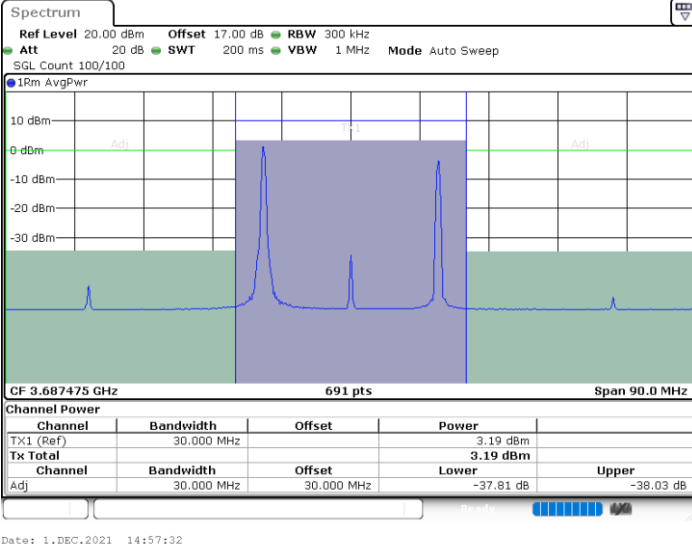 Spectrum
Ref Level 20.00 dBm Offset 17.00 dB RBW 300 kHz
Att 20 dB SWT 200 ms VBW 1 MHz Mode Auto Sweep
SGL Count 100/100
1Rm AvgPwr
10 dBm
TX1
Adj Adj
0 dBm
-10 dBm
-20 dBm
-30 dBm
CF 3.687475 GHz 691 pts Span 90.0 MHz
Channel Power
Channel Bandwidth Offset Power
TX1 (Ref) 30.000 MHz 3.19 dBm
Tx Total 3.19 dBm
Channel Bandwidth Offset Lower Upper
Adj 30.000 MHz 30.000 MHz -37.81 dB -38.03 dB
Ready
Date: 1.DEC.2021 14:57:32